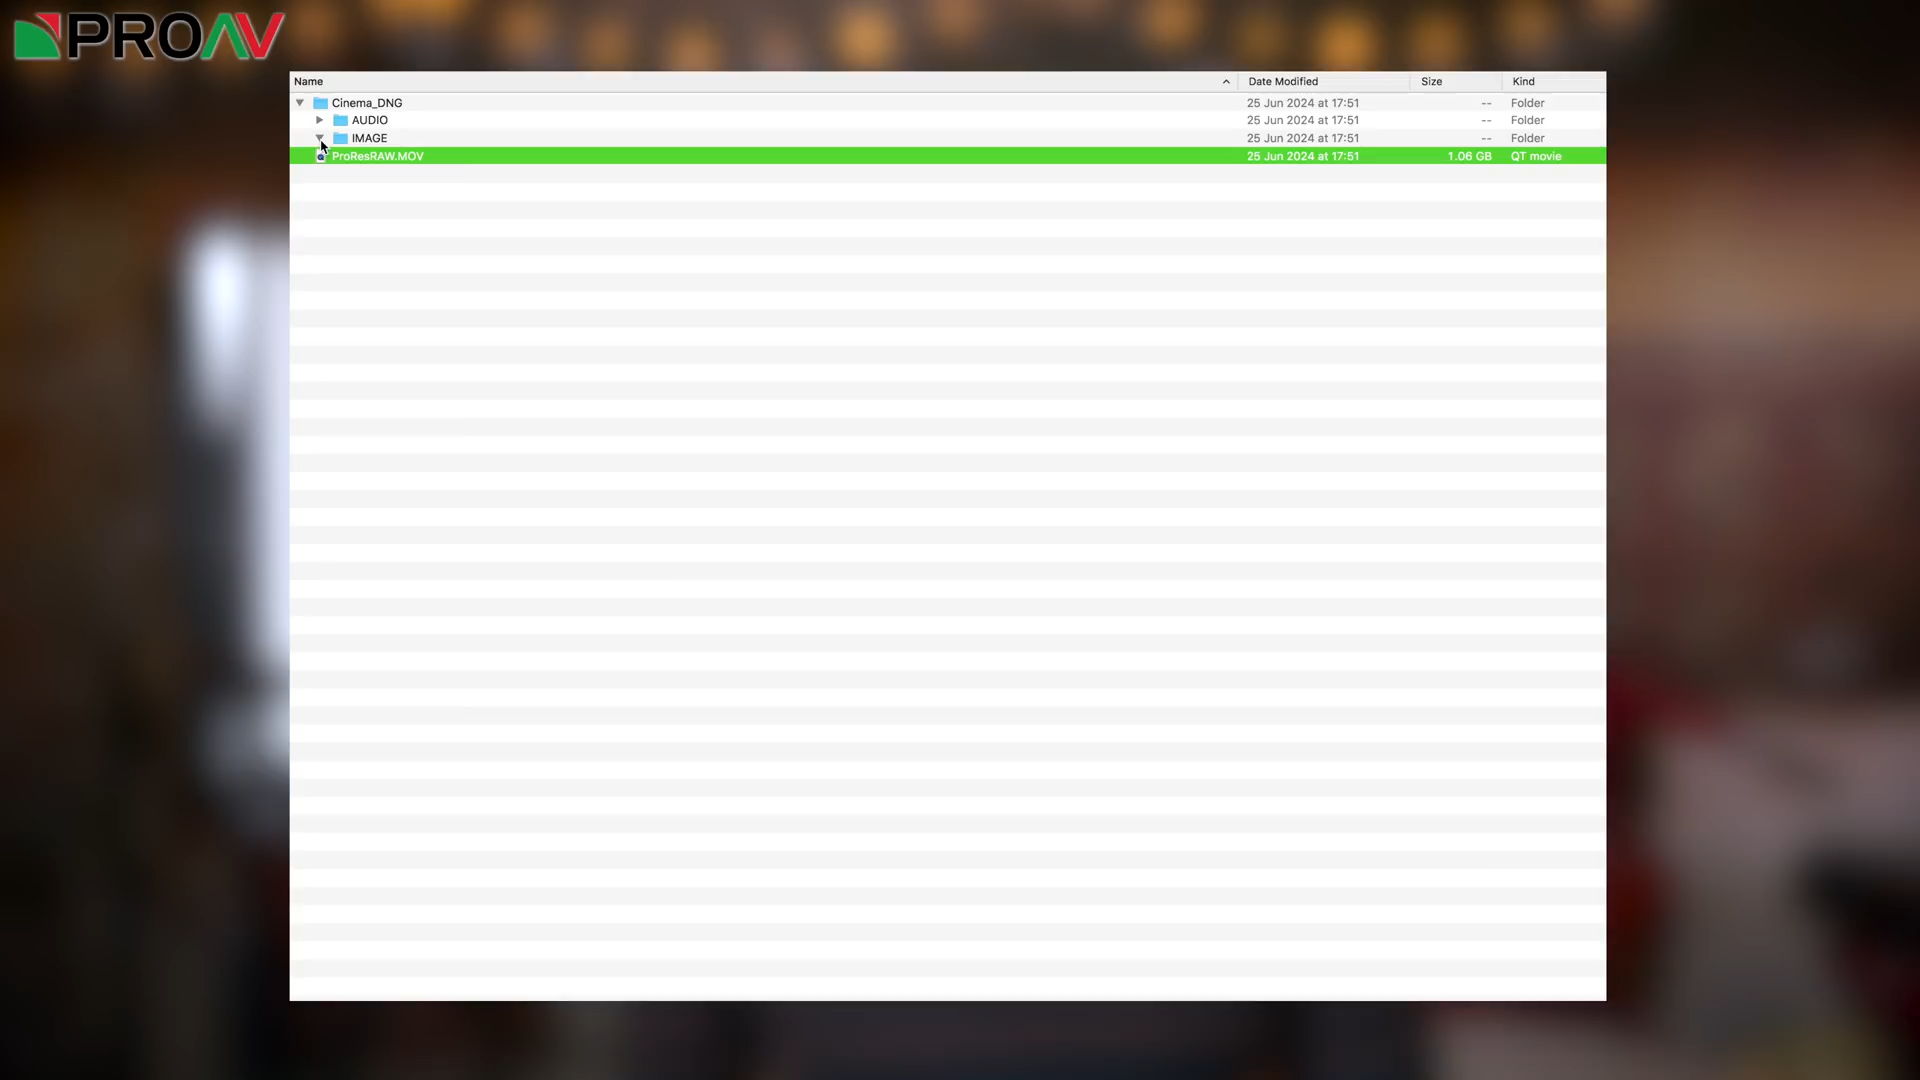 PROAV
Name Date Modified Size Kind
Cinema_DNG 25 Jun 2024 at 17:51 -- Folder
AUDIO 25 Jun 2024 at 17:51 -- Folder
IMAGE 25 Jun 2024 at 17:51 -- Folder
ProResRAW.MOV 25 Jun 2024 at 17:51 1.06 GB QT movie